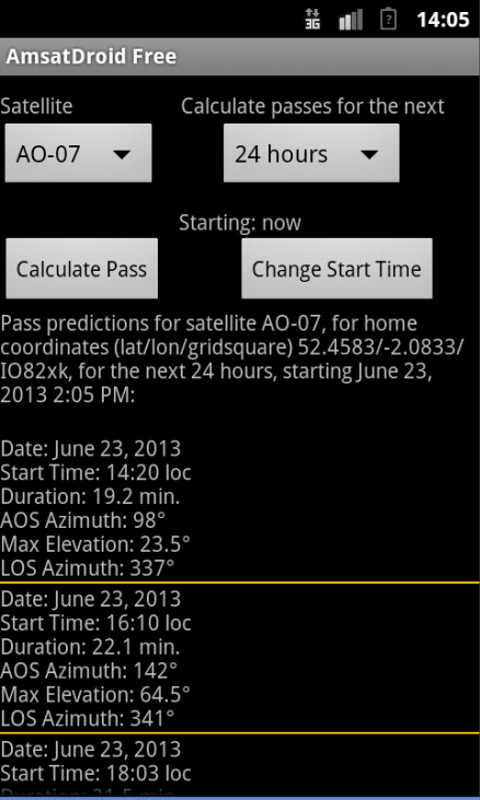 3G 14:05
AmsatDroid Free
Satellite Calculate passes for the next
AO-07 24 hours
Starting: now
Calculate Pass Change Start Time
Pass predictions for satellite AO-07, for home
coordinates (lat/lon/gridsquare) 52.4583/-2.0833/
IO82xk, for the next 24 hours, starting June 23,
2013 2:05 PM:
Date: June 23, 2013
Start Time: 14:20 loc
Duration: 19.2 min.
AOS Azimuth: 98°
Max Elevation: 23.5°
LOS Azimuth: 337°
Date: June 23, 2013
Start Time: 16:10 loc
Duration: 22.1 min.
AOS Azimuth: 142°
Max Elevation: 64.5°
LOS Azimuth: 341°
Date: June 23, 2013
Start Time: 18:03 loc
Duration: 21.5 min.